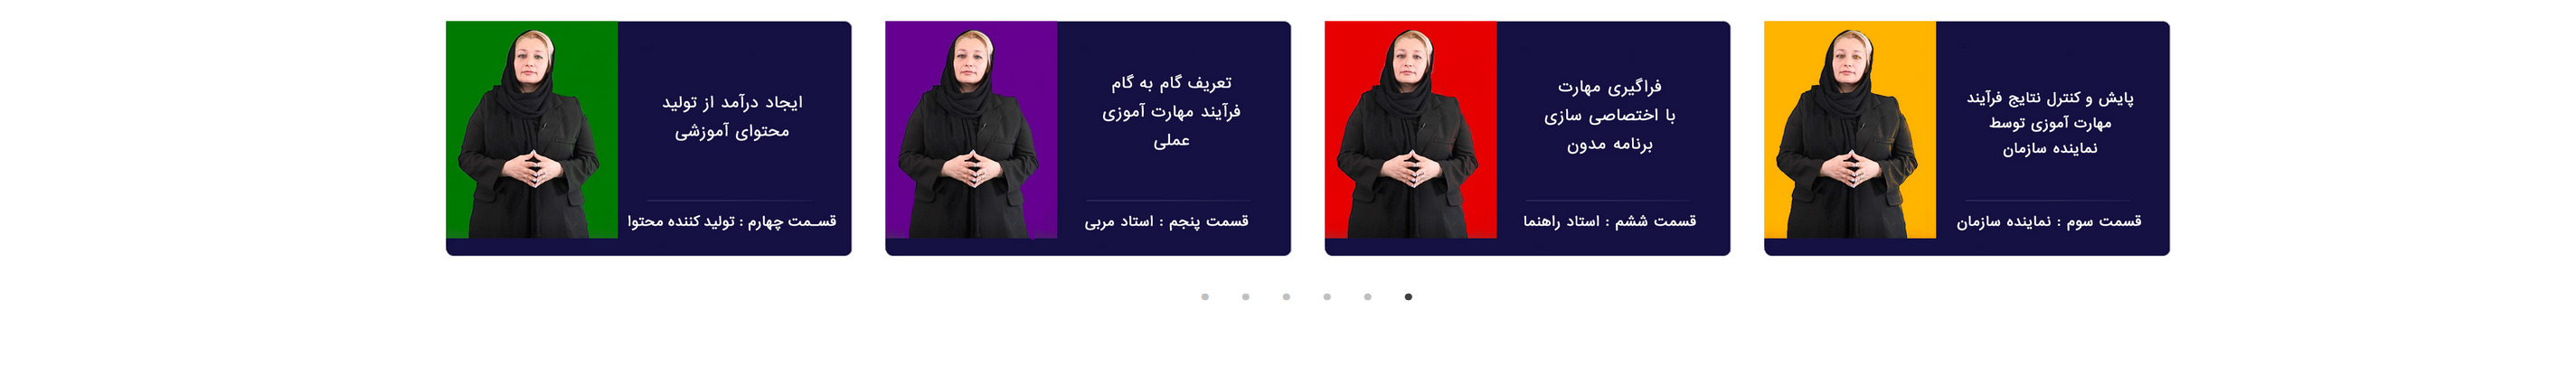 پایش و کنترل نتایج فرآیند
مهارت آموزی توسط
نماینده سازمان
قسمت سوم : نماینده سازمان
فراگیری مهارت
با اختصاصی سازی
برنامه مدون
قسمت ششم : استاد راهنما
تعریف گام به گام
فرآیند مهارت آموزی
عملی
قسمت پنجم : استاد مربی
ایجاد درآمد از تولید
محتوای آموزشی
قسـمت چهارم : تولید کننده محتوا